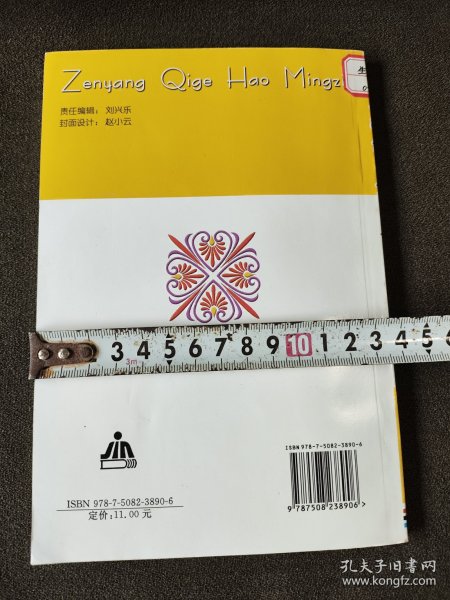 Zenyang Qige Hao Mingz
责任编辑：刘兴乐
封面设计：赵小云
3 4 5 6 7 8 9 10 1 2 3 4 5
3m
ISBN 978-7-5082-3890-6
ISBN 978-7-5082-3890-6
定价:11.00 元
9 787508 238906 >
孔夫子旧书网
www.kongfz.com